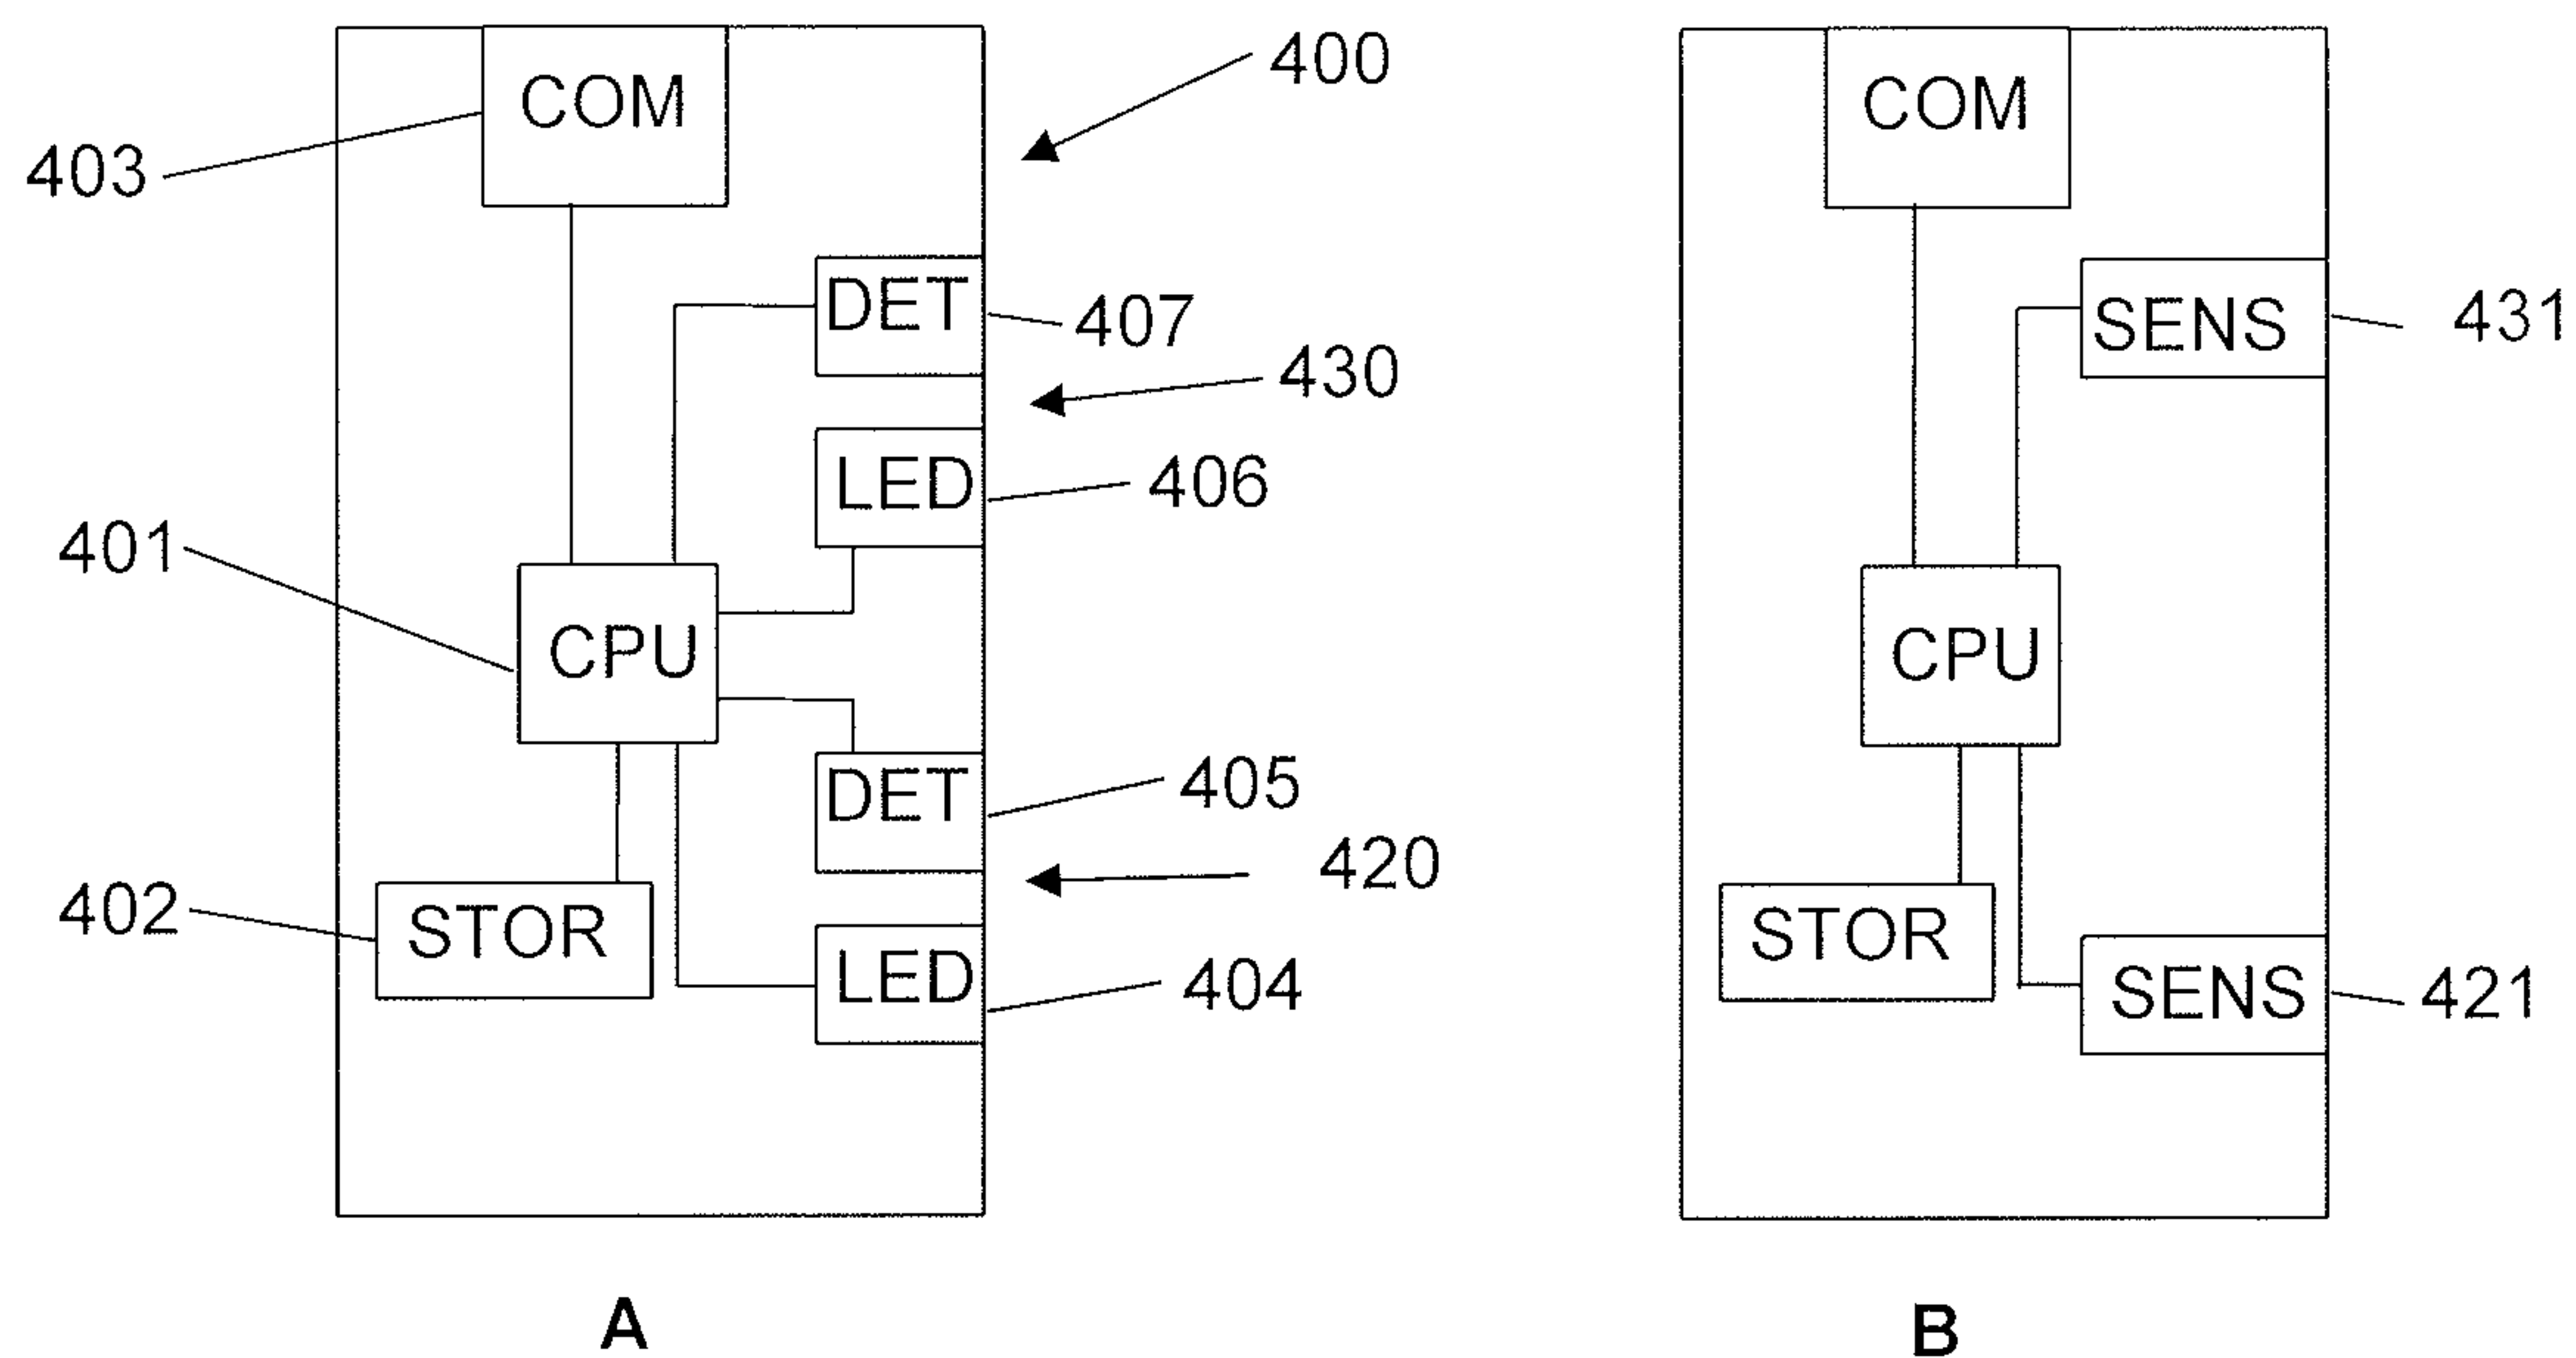 COM
400
403
DET
407
430
LED
406
401
CPU
DET
405
420
402
STOR
LED
404
A
COM
SENS
431
CPU
STOR
SENS
421
B